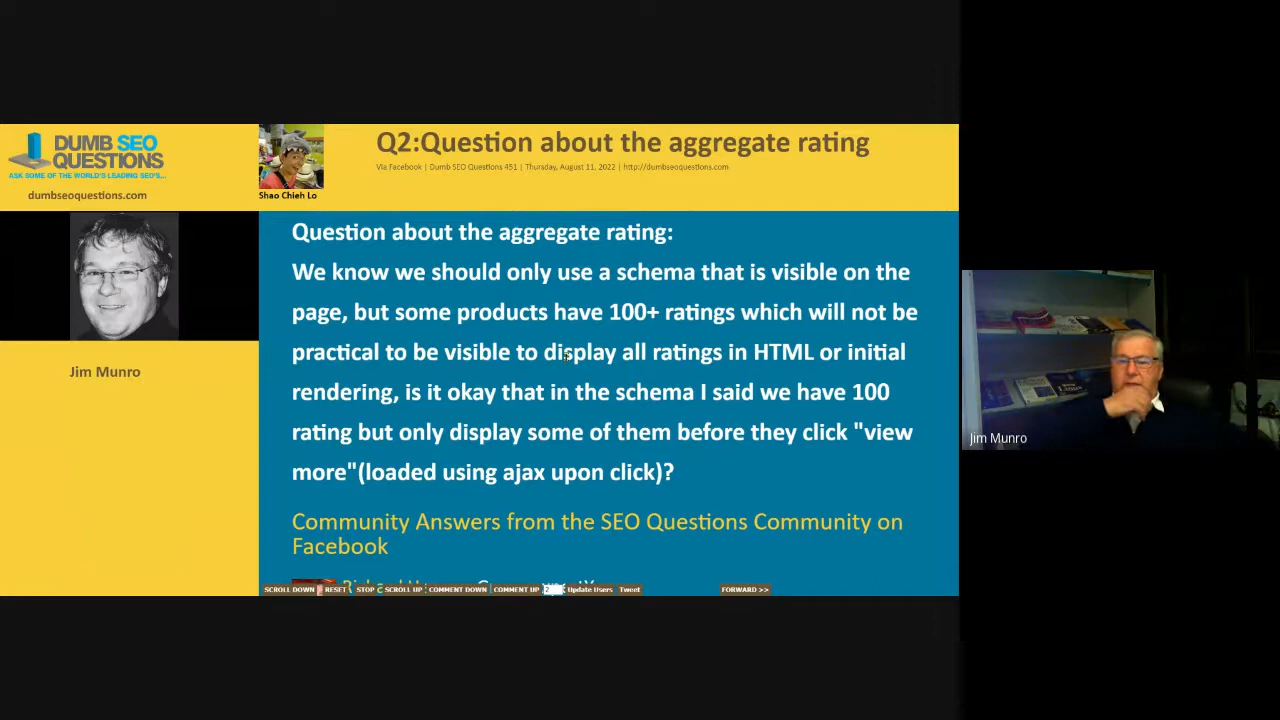 DUMB SEO
QUESTIONS
ASK SOME OF THE WORLD'S LEADING SEO'S...
dumbseoquestions.com
Shao Chieh Lo
Q2:Question about the aggregate rating
Via Facebook | Dumb SEO Questions 451 | Thursday, August 11, 2022 | http://dumbseoquestions.com
Jim Munro
Question about the aggregate rating:
We know we should only use a schema that is visible on the
page, but some products have 100+ ratings which will not be
practical to be visible to display all ratings in HTML or initial
rendering, is it okay that in the schema I said we have 100
rating but only display some of them before they click "view
more"(loaded using ajax upon click)?
Community Answers from the SEO Questions Community on
Facebook
SCROLL DOWN RESET STOP SCROLL UP COMMENT DOWN COMMENT UP 2 Update Users Tweet FORWARD >>
Jim Munro